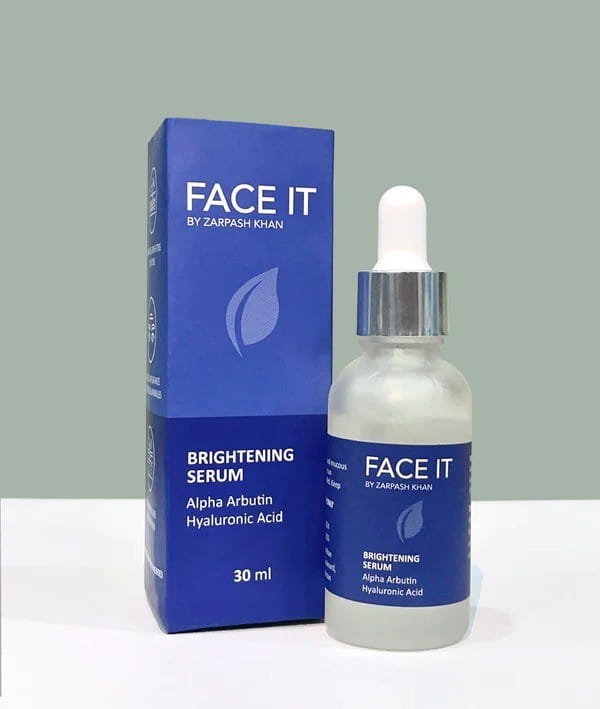 FACE IT
BY ZARPASH KHAN
BRIGHTENING
SERUM
Alpha Arbutin
Hyaluronic Acid
30 ml
FACE IT
BY ZARPASH KHAN
BRIGHTENING
SERUM
Alpha Arbutin
Hyaluronic Acid
mucous